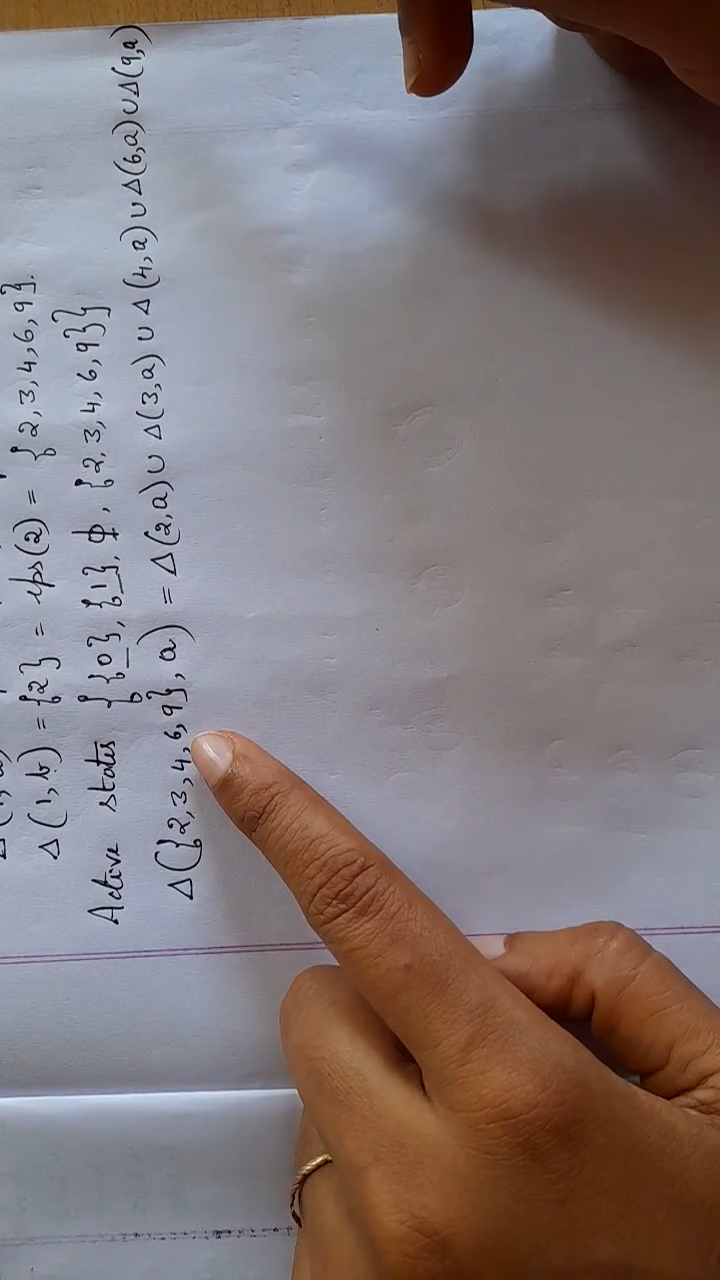 Δ(1, b) = {2} = eps(2) = {2,3,4,6,9}.
Active states {{0}, {1}, ϕ, {2,3,4,6,9}}
Δ({2,3,4,6,9}, a) = Δ(2,a) ∪ Δ(3,a) ∪ Δ(4,a) ∪ Δ(6,a) ∪ Δ(9,a)